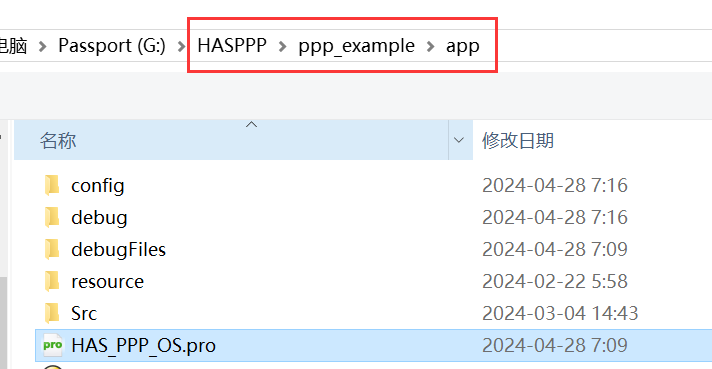 电脑 > Passport (G:) > HASPPP > ppp_example > app
名称 修改日期
config 2024-04-28 7:16
debug 2024-04-28 7:16
debugFiles 2024-04-28 7:09
resource 2024-02-22 5:58
Src 2024-03-04 14:43
pro HAS_PPP_OS.pro 2024-04-28 7:09